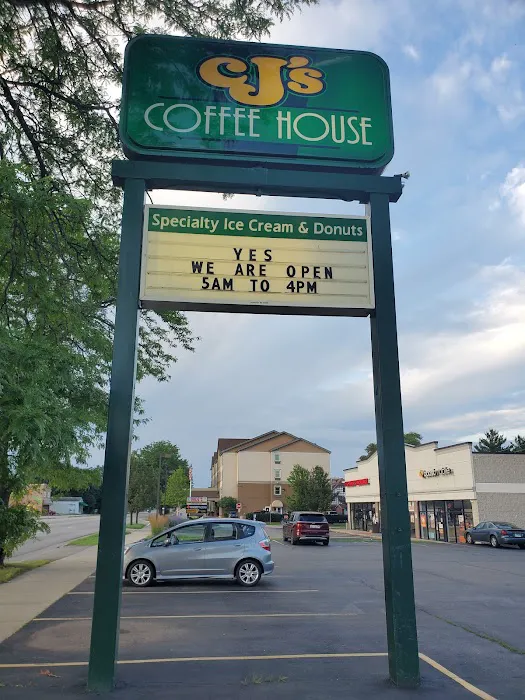 CJ's
COFFEE HOUSE
Specialty Ice Cream & Donuts
YES
WE ARE OPEN
5AM TO 4PM